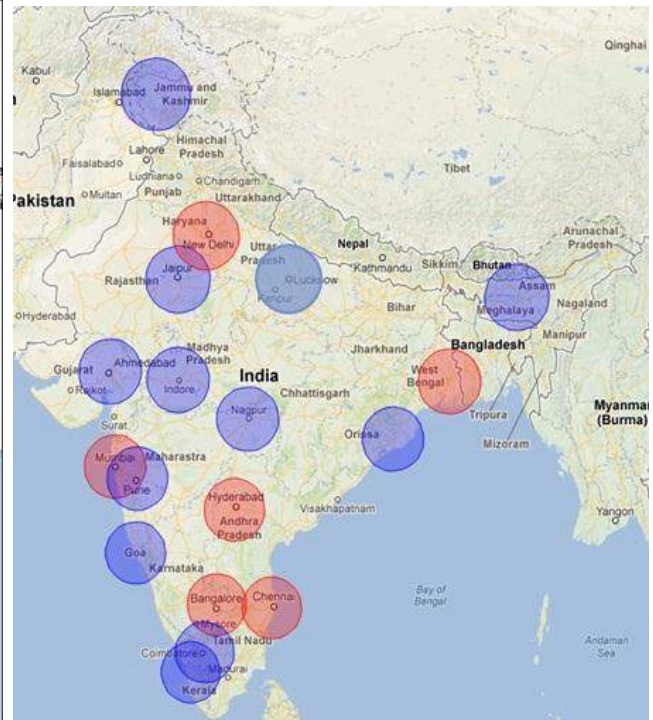 Qinghai
Kabul
Islamabad
Jammu and
Kashmir
Himachal
Pradesh
Lahore
Faisalabad
Ludhiana
Chandigarh
Tibet
Multan
Punjab
Uttarakhand
Pakistan
Haryana
New Delhi
Arunachal
Pradesh
Uttar
Pradesh
Nepal
Kathmandu
Sikkim
Bhutan
Jaipur
Rajasthan
Lucknow
Kanpur
Assam
Meghalaya
Nagaland
Bihar
Hyderabad
Manipur
Jharkhand
Bangladesh
Madhya
Pradesh
Gujarat
Ahmedabad
West
Bengal
India
Rajkot
Indore
Chhattisgarh
Nagpur
Tripura
Myanmar
(Burma)
Surat
Orissa
Mizoram
Mumbai
Maharastra
Pune
Hyderabad
Andhra
Pradesh
Visakhapatnam
Yangon
Goa
Karnataka
Bay of
Bengal
Bangalore
Chennai
Mysore
Tamil Nadu
Andaman
Sea
Coimbatore
Madurai
Kerala